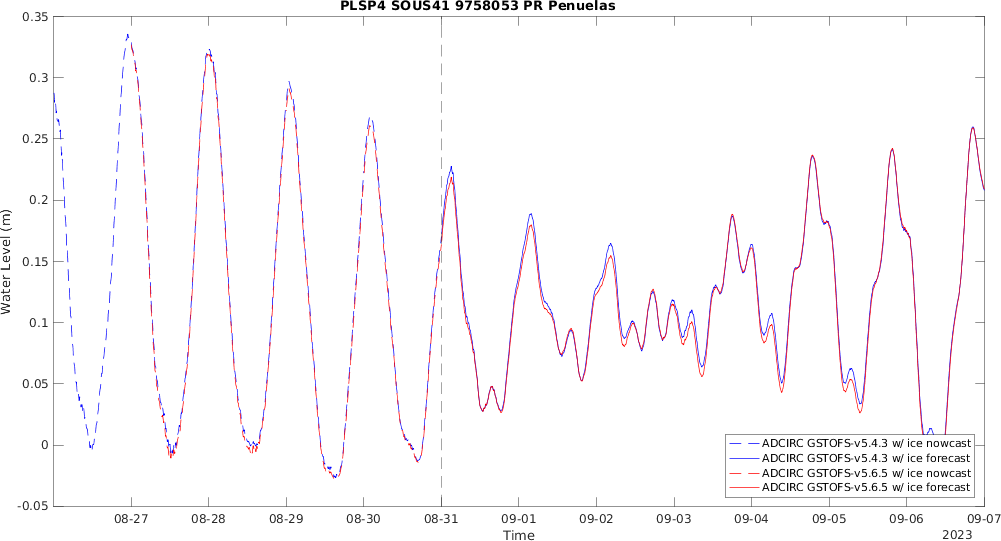 PLSP4 SOUS41 9758053 PR Penuelas
0.35
0.3
0.25
0.2
0.15
0.1
0.05
0
-0.05
Water Level (m)
ADCIRC GSTOFS-v5.4.3 w/ ice nowcast
ADCIRC GSTOFS-v5.4.3 w/ ice forecast
ADCIRC GSTOFS-v5.6.5 w/ ice nowcast
ADCIRC GSTOFS-v5.6.5 w/ ice forecast
08-27 08-28 08-29 08-30 08-31 09-01 09-02 09-03 09-04 09-05 09-06 09-07
Time
2023